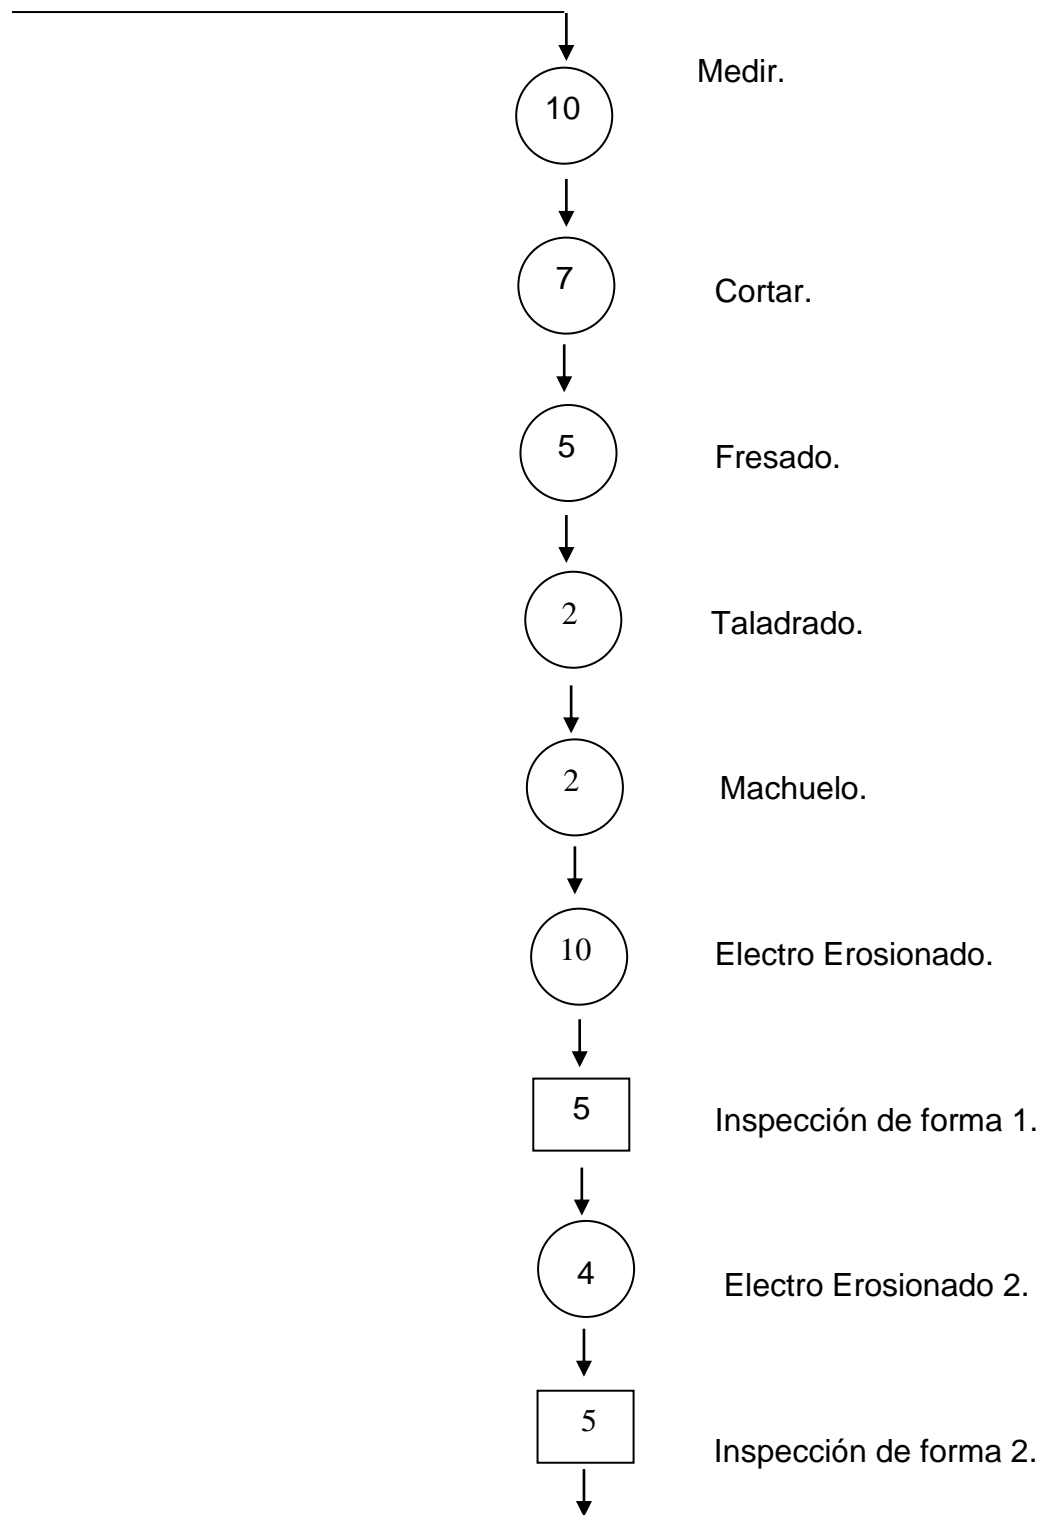 Medir.
10
7
Cortar.
5
Fresado.
2
Taladrado.
2
Machuelo.
10
Electro Erosionado.
5
Inspección de forma 1.
4
Electro Erosionado 2.
5
Inspección de forma 2.